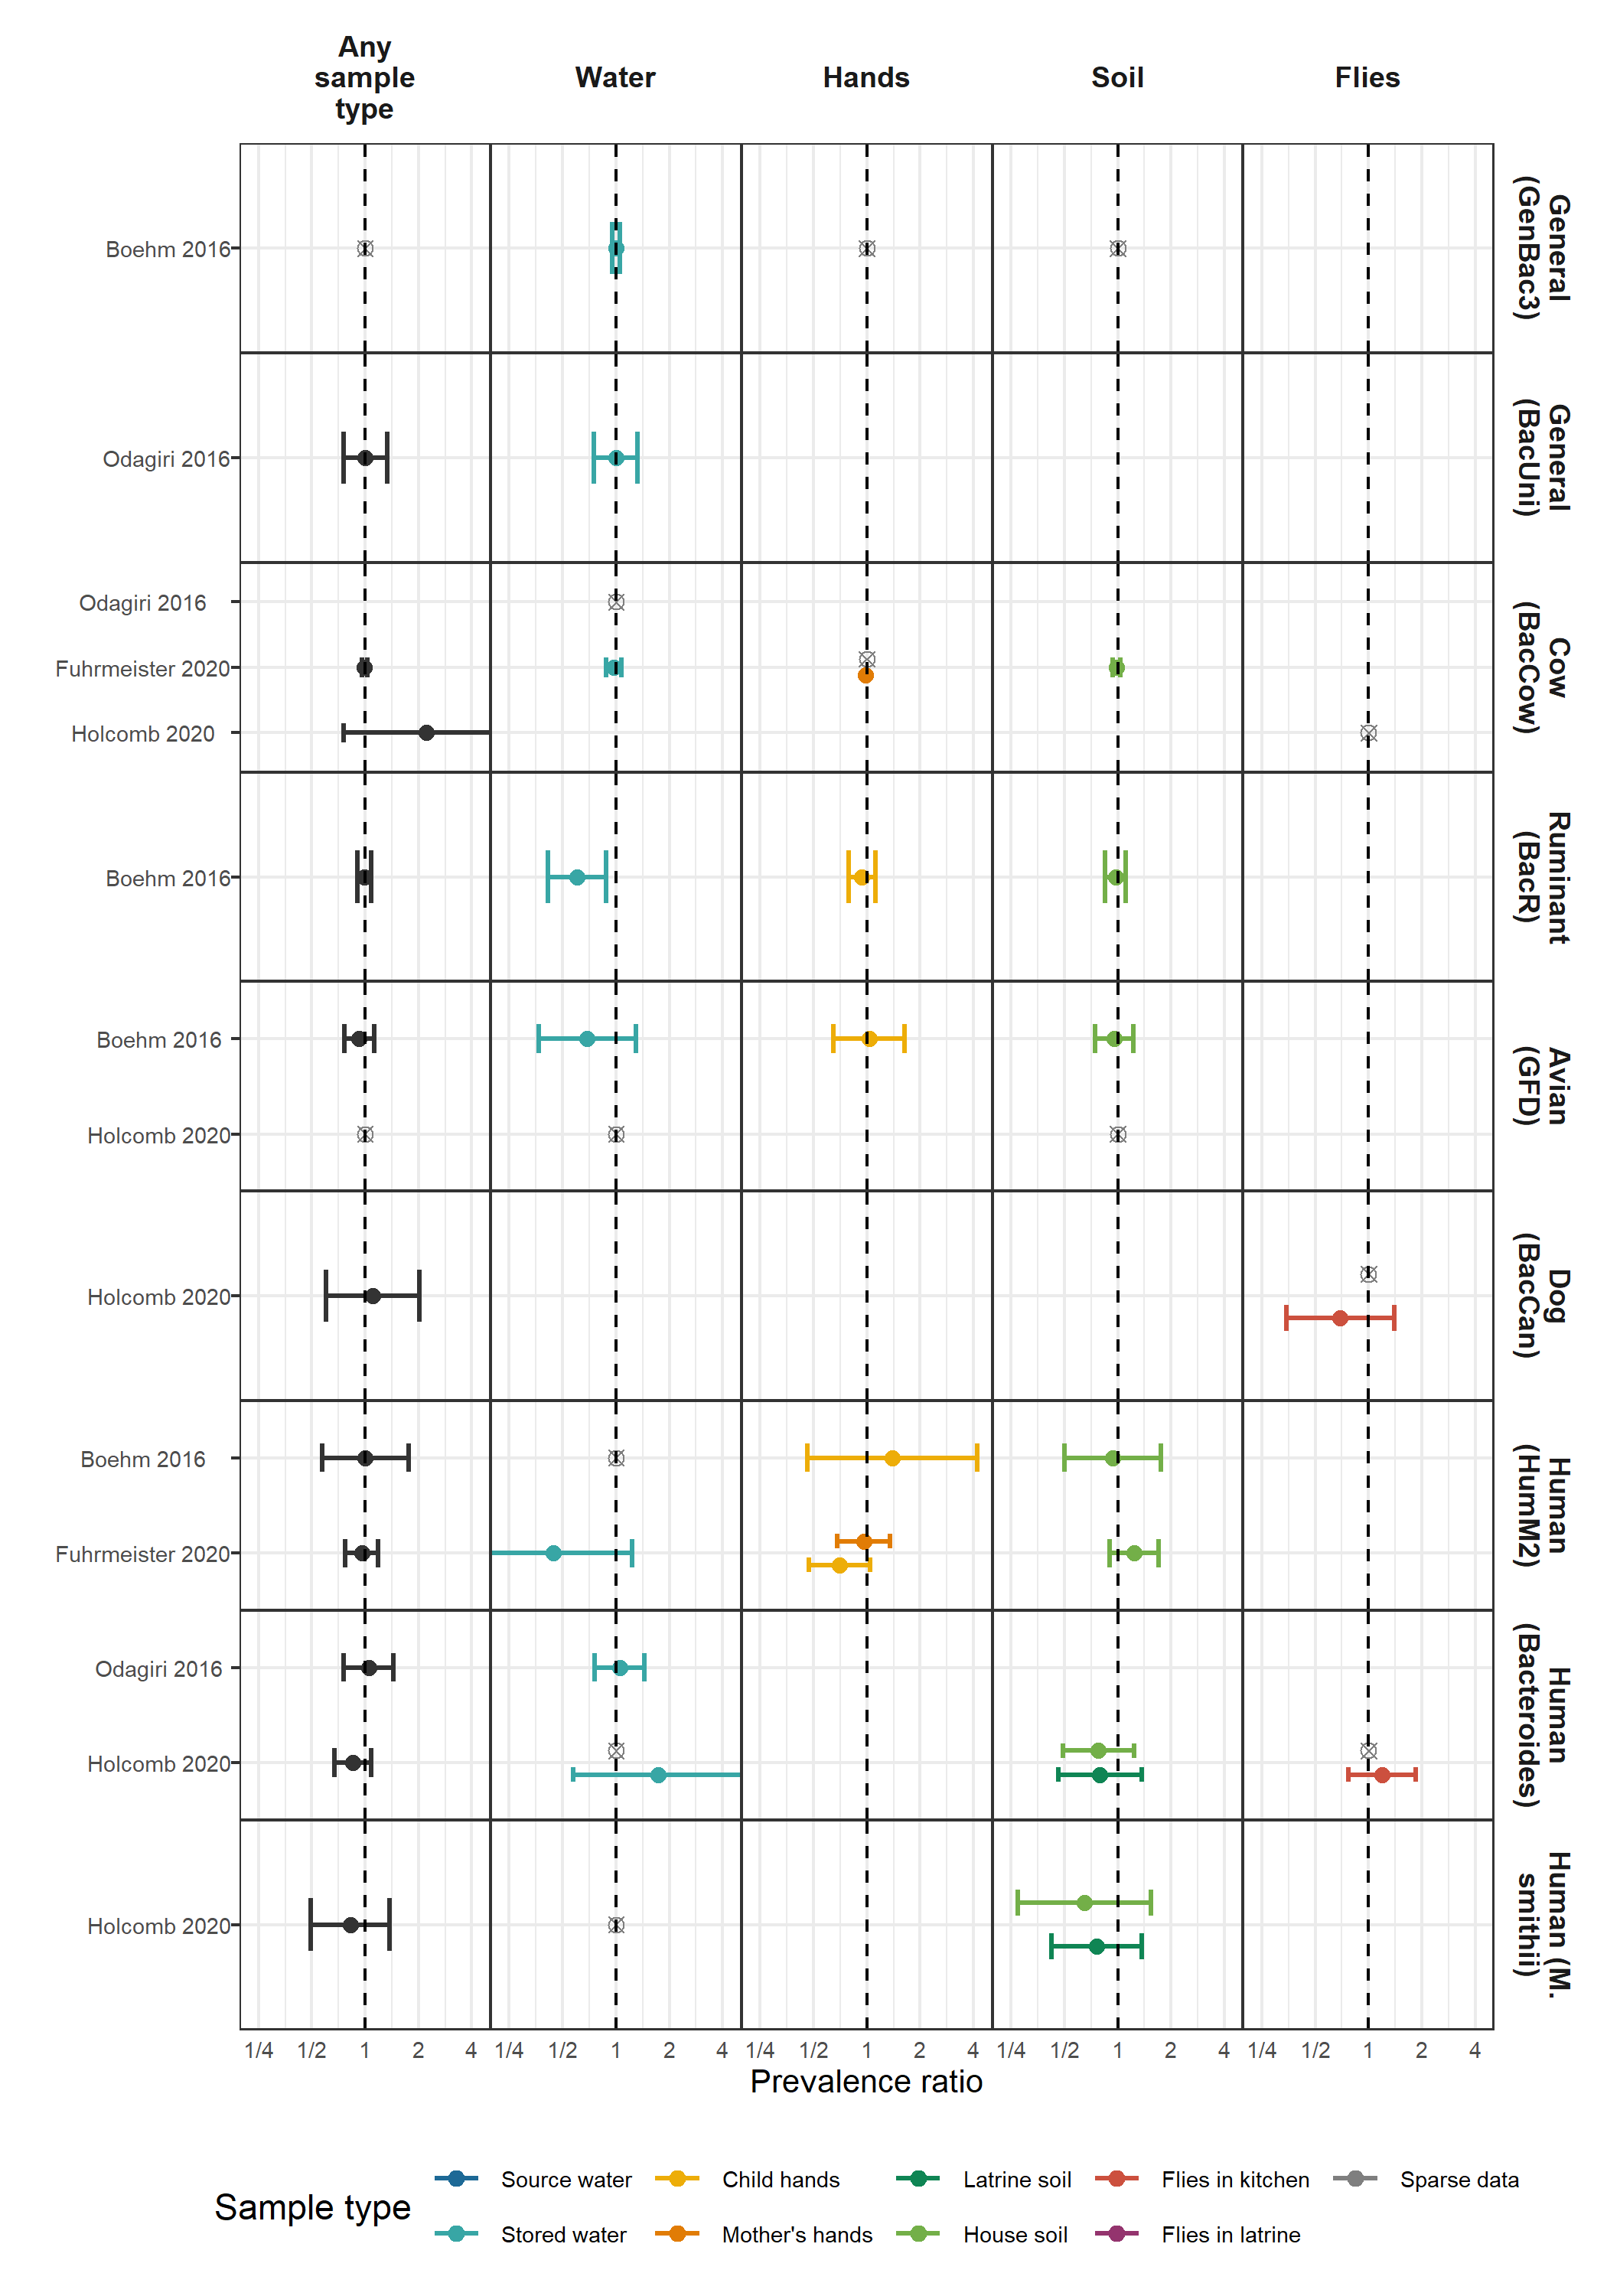 Any
sample
type
Water
Hands
Soil
Flies
Boehm 2016
General
(GenBac3)
Odagiri 2016
General
(BacUni)
Odagiri 2016
Fuhrmeister 2020
Holcomb 2020
Cow
(BacCow)
Boehm 2016
Ruminant
(BacR)
Boehm 2016
Holcomb 2020
Avian
(GFD)
Holcomb 2020
Dog
(BacCan)
Boehm 2016
Fuhrmeister 2020
Human
(HumM2)
Odagiri 2016
Holcomb 2020
Human
(Bacteroides)
Holcomb 2020
Human (M.
smithii)
1/4 1/2 1 2 4 1/4 1/2 1 2 4 1/4 1/2 1 2 4 1/4 1/2 1 2 4 1/4 1/2 1 2 4
Prevalence ratio
Sample type
Source water Child hands Latrine soil Flies in kitchen Sparse data
Stored water Mother's hands House soil Flies in latrine